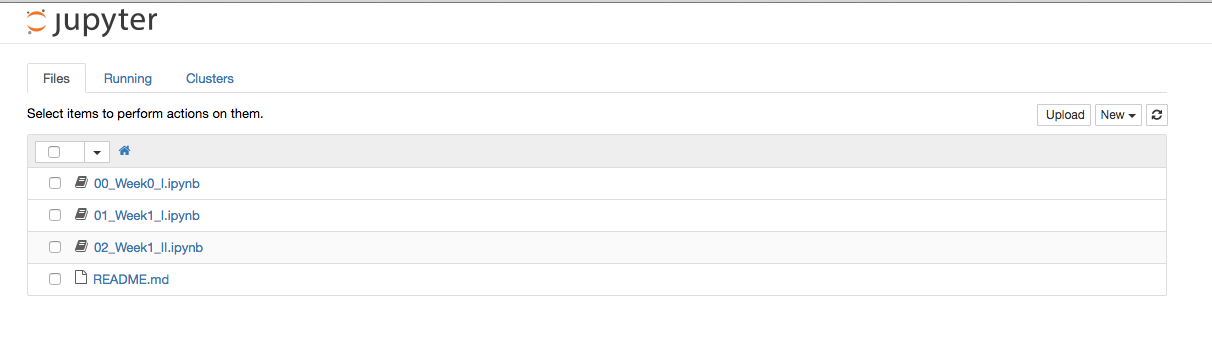 jupyter
Files Running Clusters
Select items to perform actions on them.
Upload New
00_Week0_I.ipynb
01_Week1_I.ipynb
02_Week1_II.ipynb
README.md